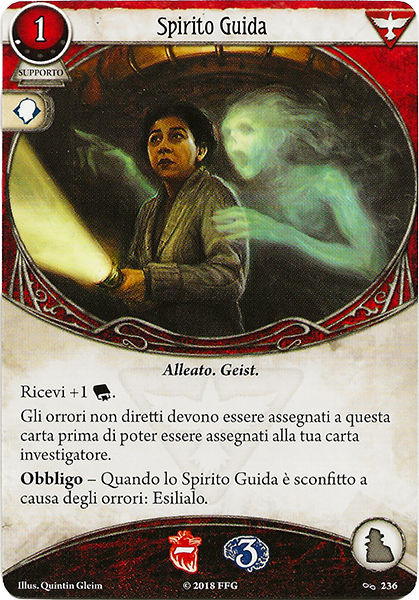 1
Spirito Guida
SUPPORTO
Alleato. Geist.
Ricevi +1 .
Gli orrori non diretti devono essere assegnati a questa
carta prima di poter essere assegnati alla tua carta
investigatore.
Obbligo – Quando lo Spirito Guida è sconfitto a
causa degli orrori: Esilialo.
3
Illus. Quintin Gleim
© 2018 FFG
236